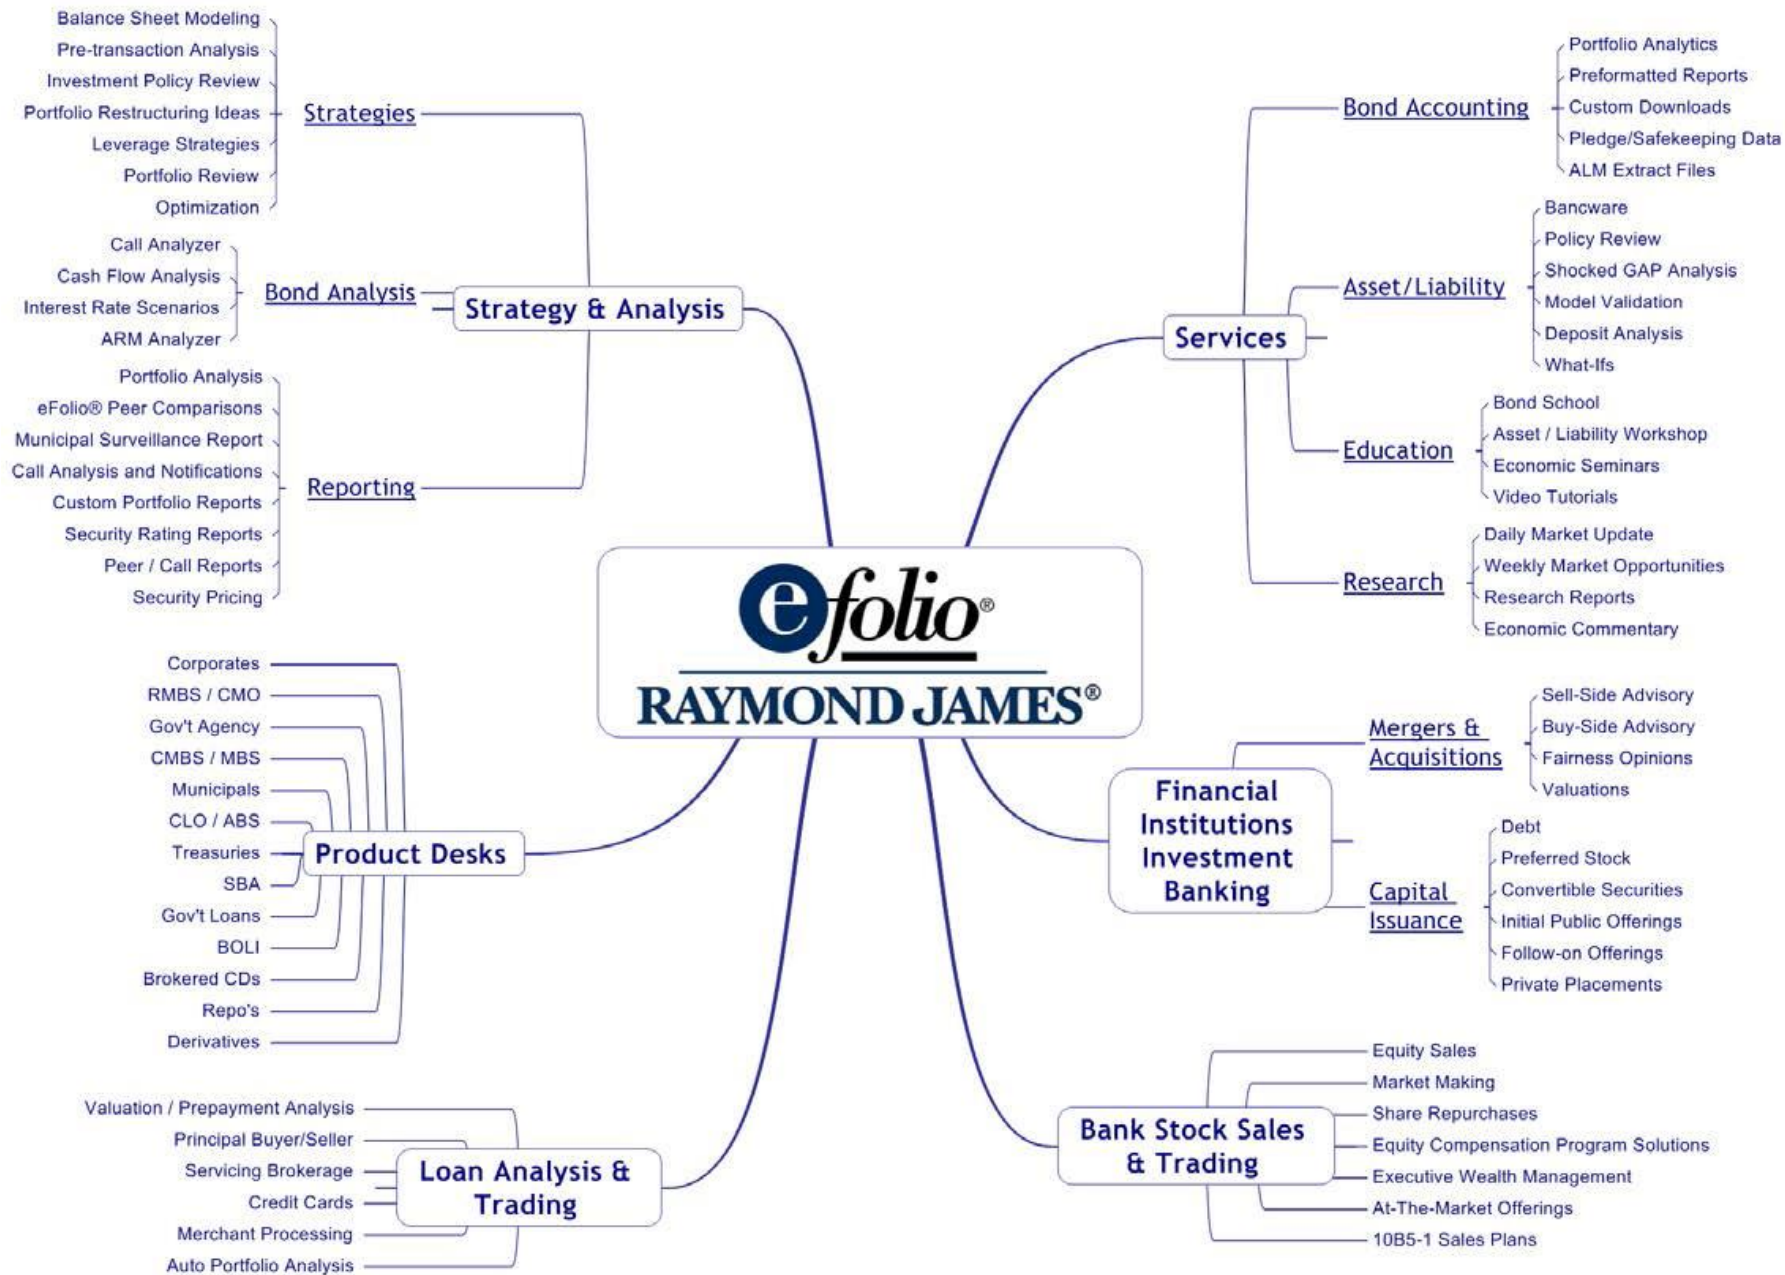 Balance Sheet Modeling
Pre-transaction Analysis
Investment Policy Review
Portfolio Restructuring Ideas
Leverage Strategies
Portfolio Review
Optimization
Strategies
Call Analyzer
Cash Flow Analysis
Interest Rate Scenarios
ARM Analyzer
Bond Analysis
Portfolio Analysis
eFolio® Peer Comparisons
Municipal Surveillance Report
Call Analysis and Notifications
Custom Portfolio Reports
Security Rating Reports
Peer / Call Reports
Security Pricing
Reporting
Strategy & Analysis
Services
Bond Accounting
Portfolio Analytics
Preformatted Reports
Custom Downloads
Pledge/Safekeeping Data
ALM Extract Files
Asset/Liability
Bancware
Policy Review
Shocked GAP Analysis
Model Validation
Deposit Analysis
What-Ifs
Education
Bond School
Asset / Liability Workshop
Economic Seminars
Video Tutorials
Research
Daily Market Update
Weekly Market Opportunities
Research Reports
Economic Commentary
efolio®
RAYMOND JAMES®
Corporates
RMBS / CMO
Gov't Agency
CMBS / MBS
Municipals
CLO / ABS
Treasuries
SBA
Gov't Loans
BOLI
Brokered CDs
Repo's
Derivatives
Product Desks
Financial
Institutions
Investment
Banking
Mergers &
Acquisitions
Sell-Side Advisory
Buy-Side Advisory
Fairness Opinions
Valuations
Capital
Issuance
Debt
Preferred Stock
Convertible Securities
Initial Public Offerings
Follow-on Offerings
Private Placements
Valuation / Prepayment Analysis
Principal Buyer/Seller
Servicing Brokerage
Credit Cards
Merchant Processing
Auto Portfolio Analysis
Loan Analysis &
Trading
Bank Stock Sales
& Trading
Equity Sales
Market Making
Share Repurchases
Equity Compensation Program Solutions
Executive Wealth Management
At-The-Market Offerings
10B5-1 Sales Plans